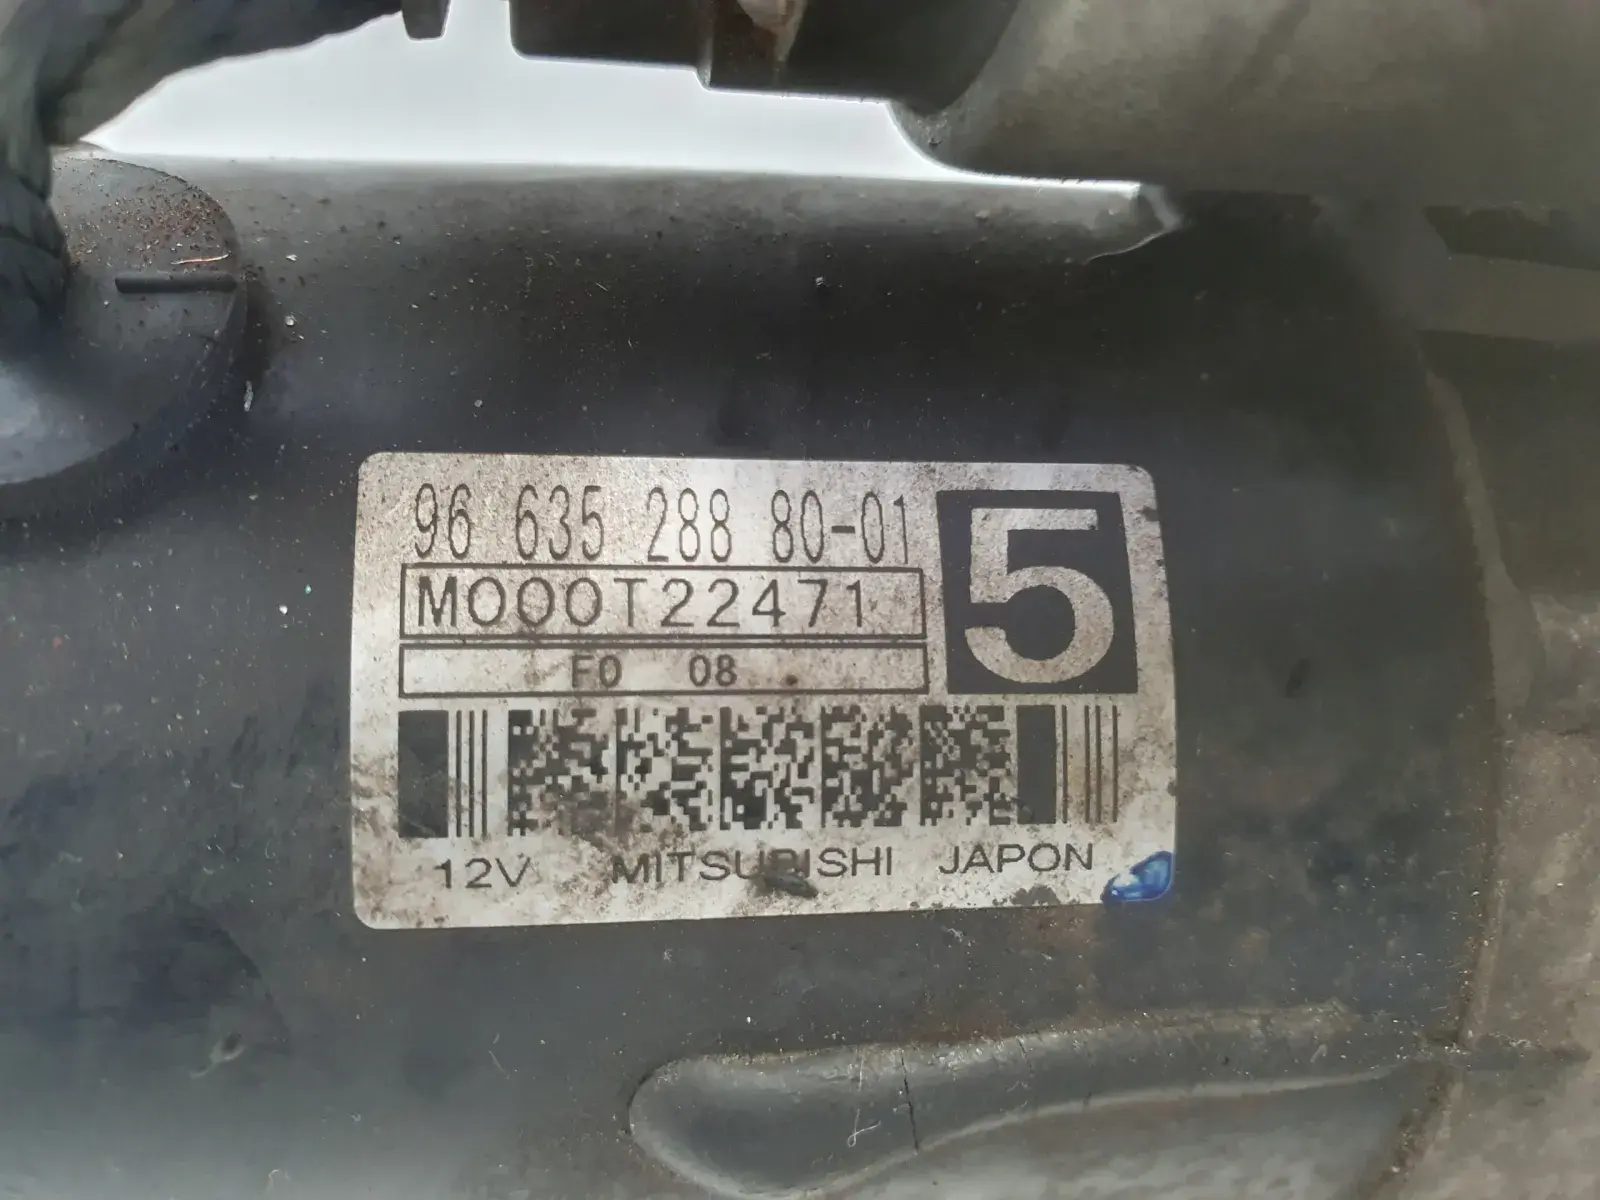 96 635 288 80-01
5
M000T22471
F0 08
12V MITSUBISHI JAPON